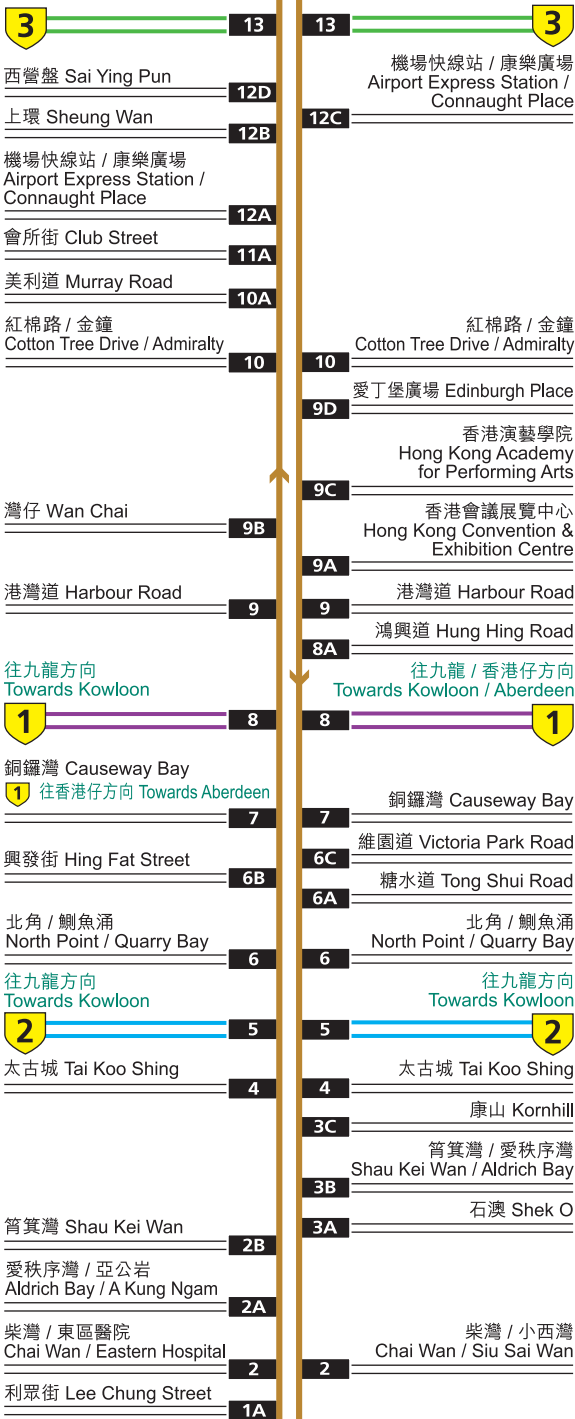 3
13
13
3
西營盤 Sai Ying Pun
12D
上環 Sheung Wan
12B
機場快線站 / 康樂廣場
Airport Express Station /
Connaught Place
12C
機場快線站 / 康樂廣場
Airport Express Station /
Connaught Place
12A
會所街 Club Street
11A
美利道 Murray Road
10A
紅棉路 / 金鐘
Cotton Tree Drive / Admiralty
10
紅棉路 / 金鐘
Cotton Tree Drive / Admiralty
10
愛丁堡廣場 Edinburgh Place
9D
香港演藝學院
Hong Kong Academy
for Performing Arts
9C
灣仔 Wan Chai
9B
香港會議展覽中心
Hong Kong Convention &
Exhibition Centre
9A
港灣道 Harbour Road
9
港灣道 Harbour Road
9
鴻興道 Hung Hing Road
8A
往九龍方向
Towards Kowloon
1
8
往九龍 / 香港仔方向
Towards Kowloon / Aberdeen
8
1
銅鑼灣 Causeway Bay
1 往香港仔方向 Towards Aberdeen
7
銅鑼灣 Causeway Bay
7
維園道 Victoria Park Road
6C
興發街 Hing Fat Street
6B
糖水道 Tong Shui Road
6A
北角 / 鰂魚涌
North Point / Quarry Bay
6
北角 / 鰂魚涌
North Point / Quarry Bay
6
往九龍方向
Towards Kowloon
2
5
往九龍方向
Towards Kowloon
5
2
太古城 Tai Koo Shing
4
太古城 Tai Koo Shing
4
康山 Kornhill
3C
筲箕灣 / 愛秩序灣
Shau Kei Wan / Aldrich Bay
3B
石澳 Shek O
3A
筲箕灣 Shau Kei Wan
2B
愛秩序灣 / 亞公岩
Aldrich Bay / A Kung Ngam
2A
柴灣 / 東區醫院
Chai Wan / Eastern Hospital
2
柴灣 / 小西灣
Chai Wan / Siu Sai Wan
2
利眾街 Lee Chung Street
1A